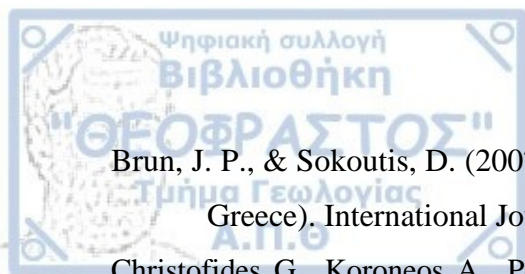 Ψηφιακή συλλογή
Βιβλιοθήκη
"ΘΕΟΦΡΑΣΤΟΣ"
Brun, J. P., & Sokoutis, D. (200
Τμήμα Γεωλογίας
Greece). International Jo
Α.Π.Θ
Christofides, G., Koroneos, A., P